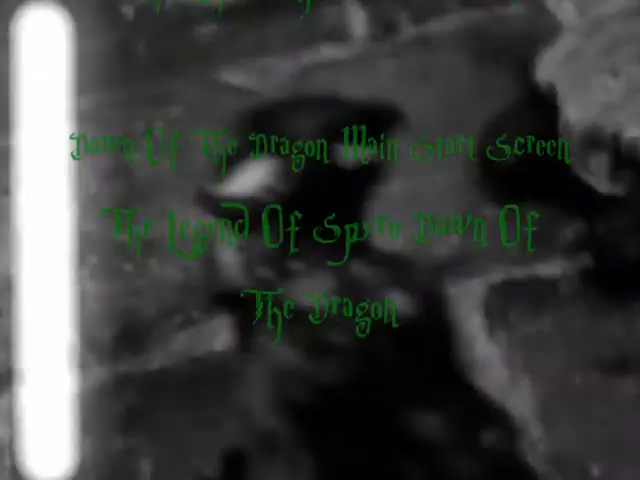 Dawn Of The Dragon Main Start Screen
The Legend Of Spyro Dawn Of
The Dragon